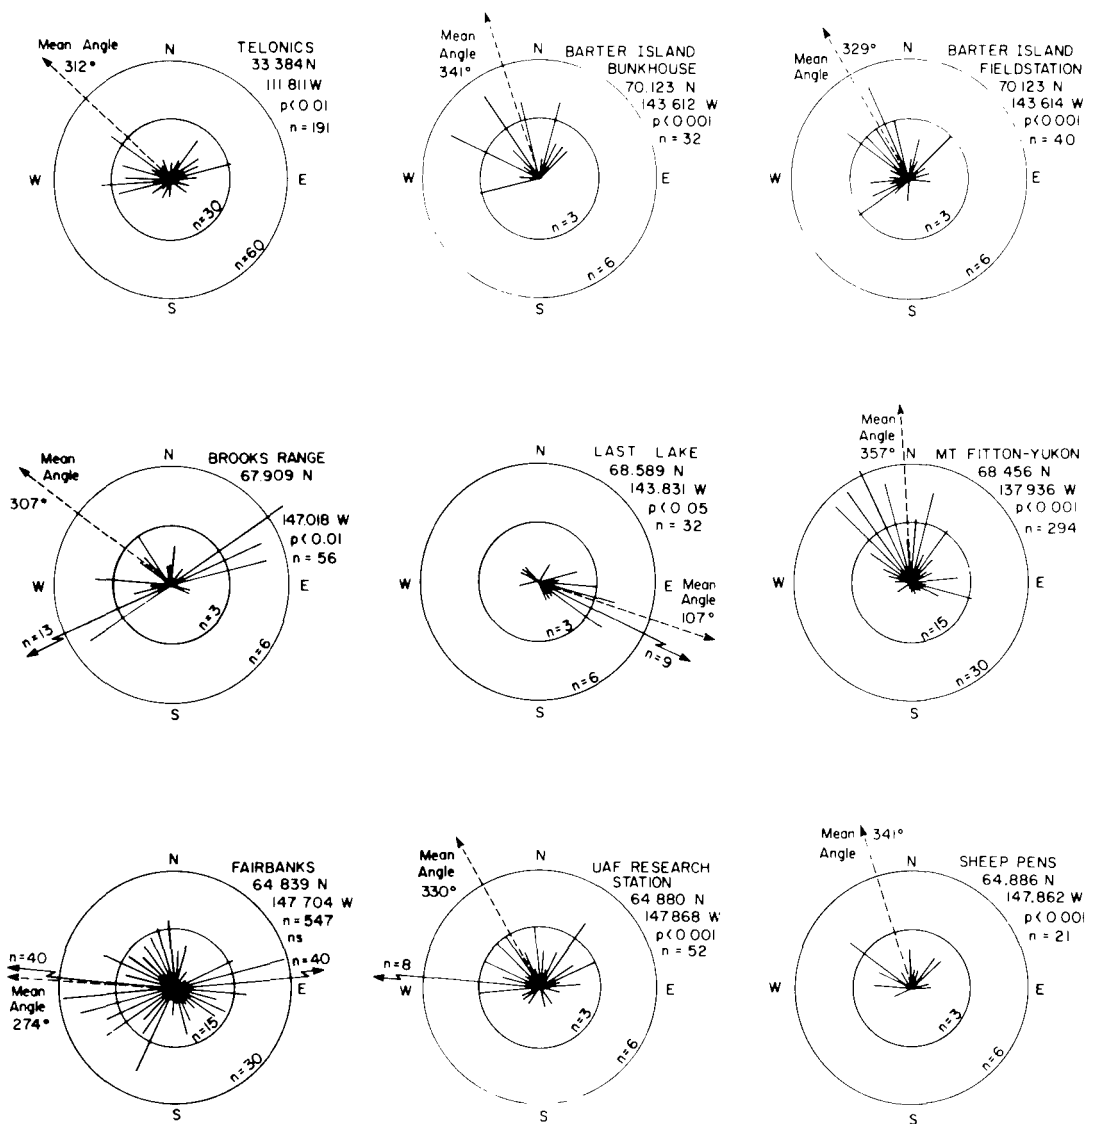 Mean Angle
312°
N
TELONICS
33 384 N
111 811 W
p<0.01
n=191
W
E
n=30
n=60
S
Mean
Angle
341°
N
BARTER ISLAND
BUNKHOUSE
70.123 N
143.612 W
p<0.001
n=32
W
E
n=3
n=6
S
329°
Mean
Angle
N
BARTER ISLAND
FIELDSTATION
70.123 N
143.614 W
p<0.001
n=40
W
E
n=3
n=6
S
Mean
Angle
307°
N
BROOKS RANGE
67.909 N
147.018 W
p<0.01
n=56
W
E
n=13
n=3
n=6
S
N
LAST LAKE
68.589 N
143.831 W
p<0.05
n=32
W
E
Mean
Angle
107°
n=3
n=9
n=6
S
Mean
Angle
357°
N
MT FITTON-YUKON
68 456 N
137.936 W
p<0.001
n=294
W
E
n=15
n=30
S
N
FAIRBANKS
64 839 N
147 704 W
n=547
ns
n=40
n=40
Mean
Angle
274°
E
n=15
n=30
S
Mean
Angle
330°
N
UAF RESEARCH
STATION
64 880 N
147 868 W
p<0.001
n=52
n=8
W
E
n=3
n=6
S
Mean
Angle
341°
N
SHEEP PENS
64.886 N
147.862 W
p<0 001
n=21
W
E
n=3
n=6
S